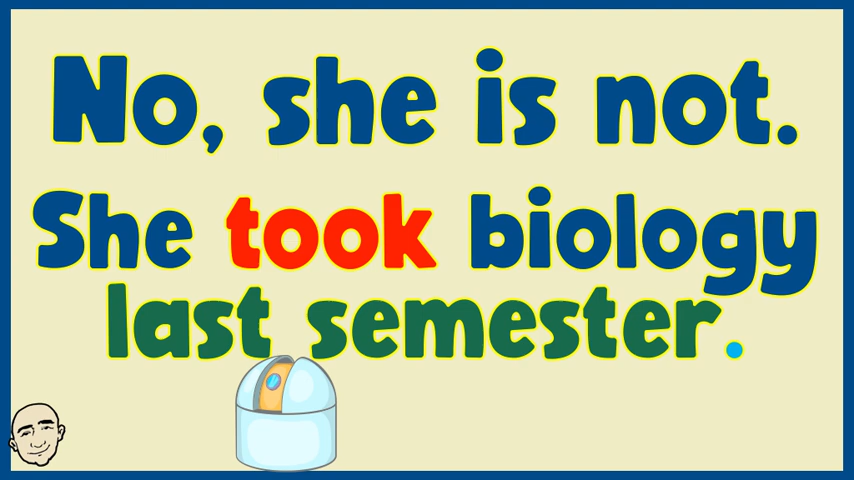 No, she is not.
She took biology
last semester.